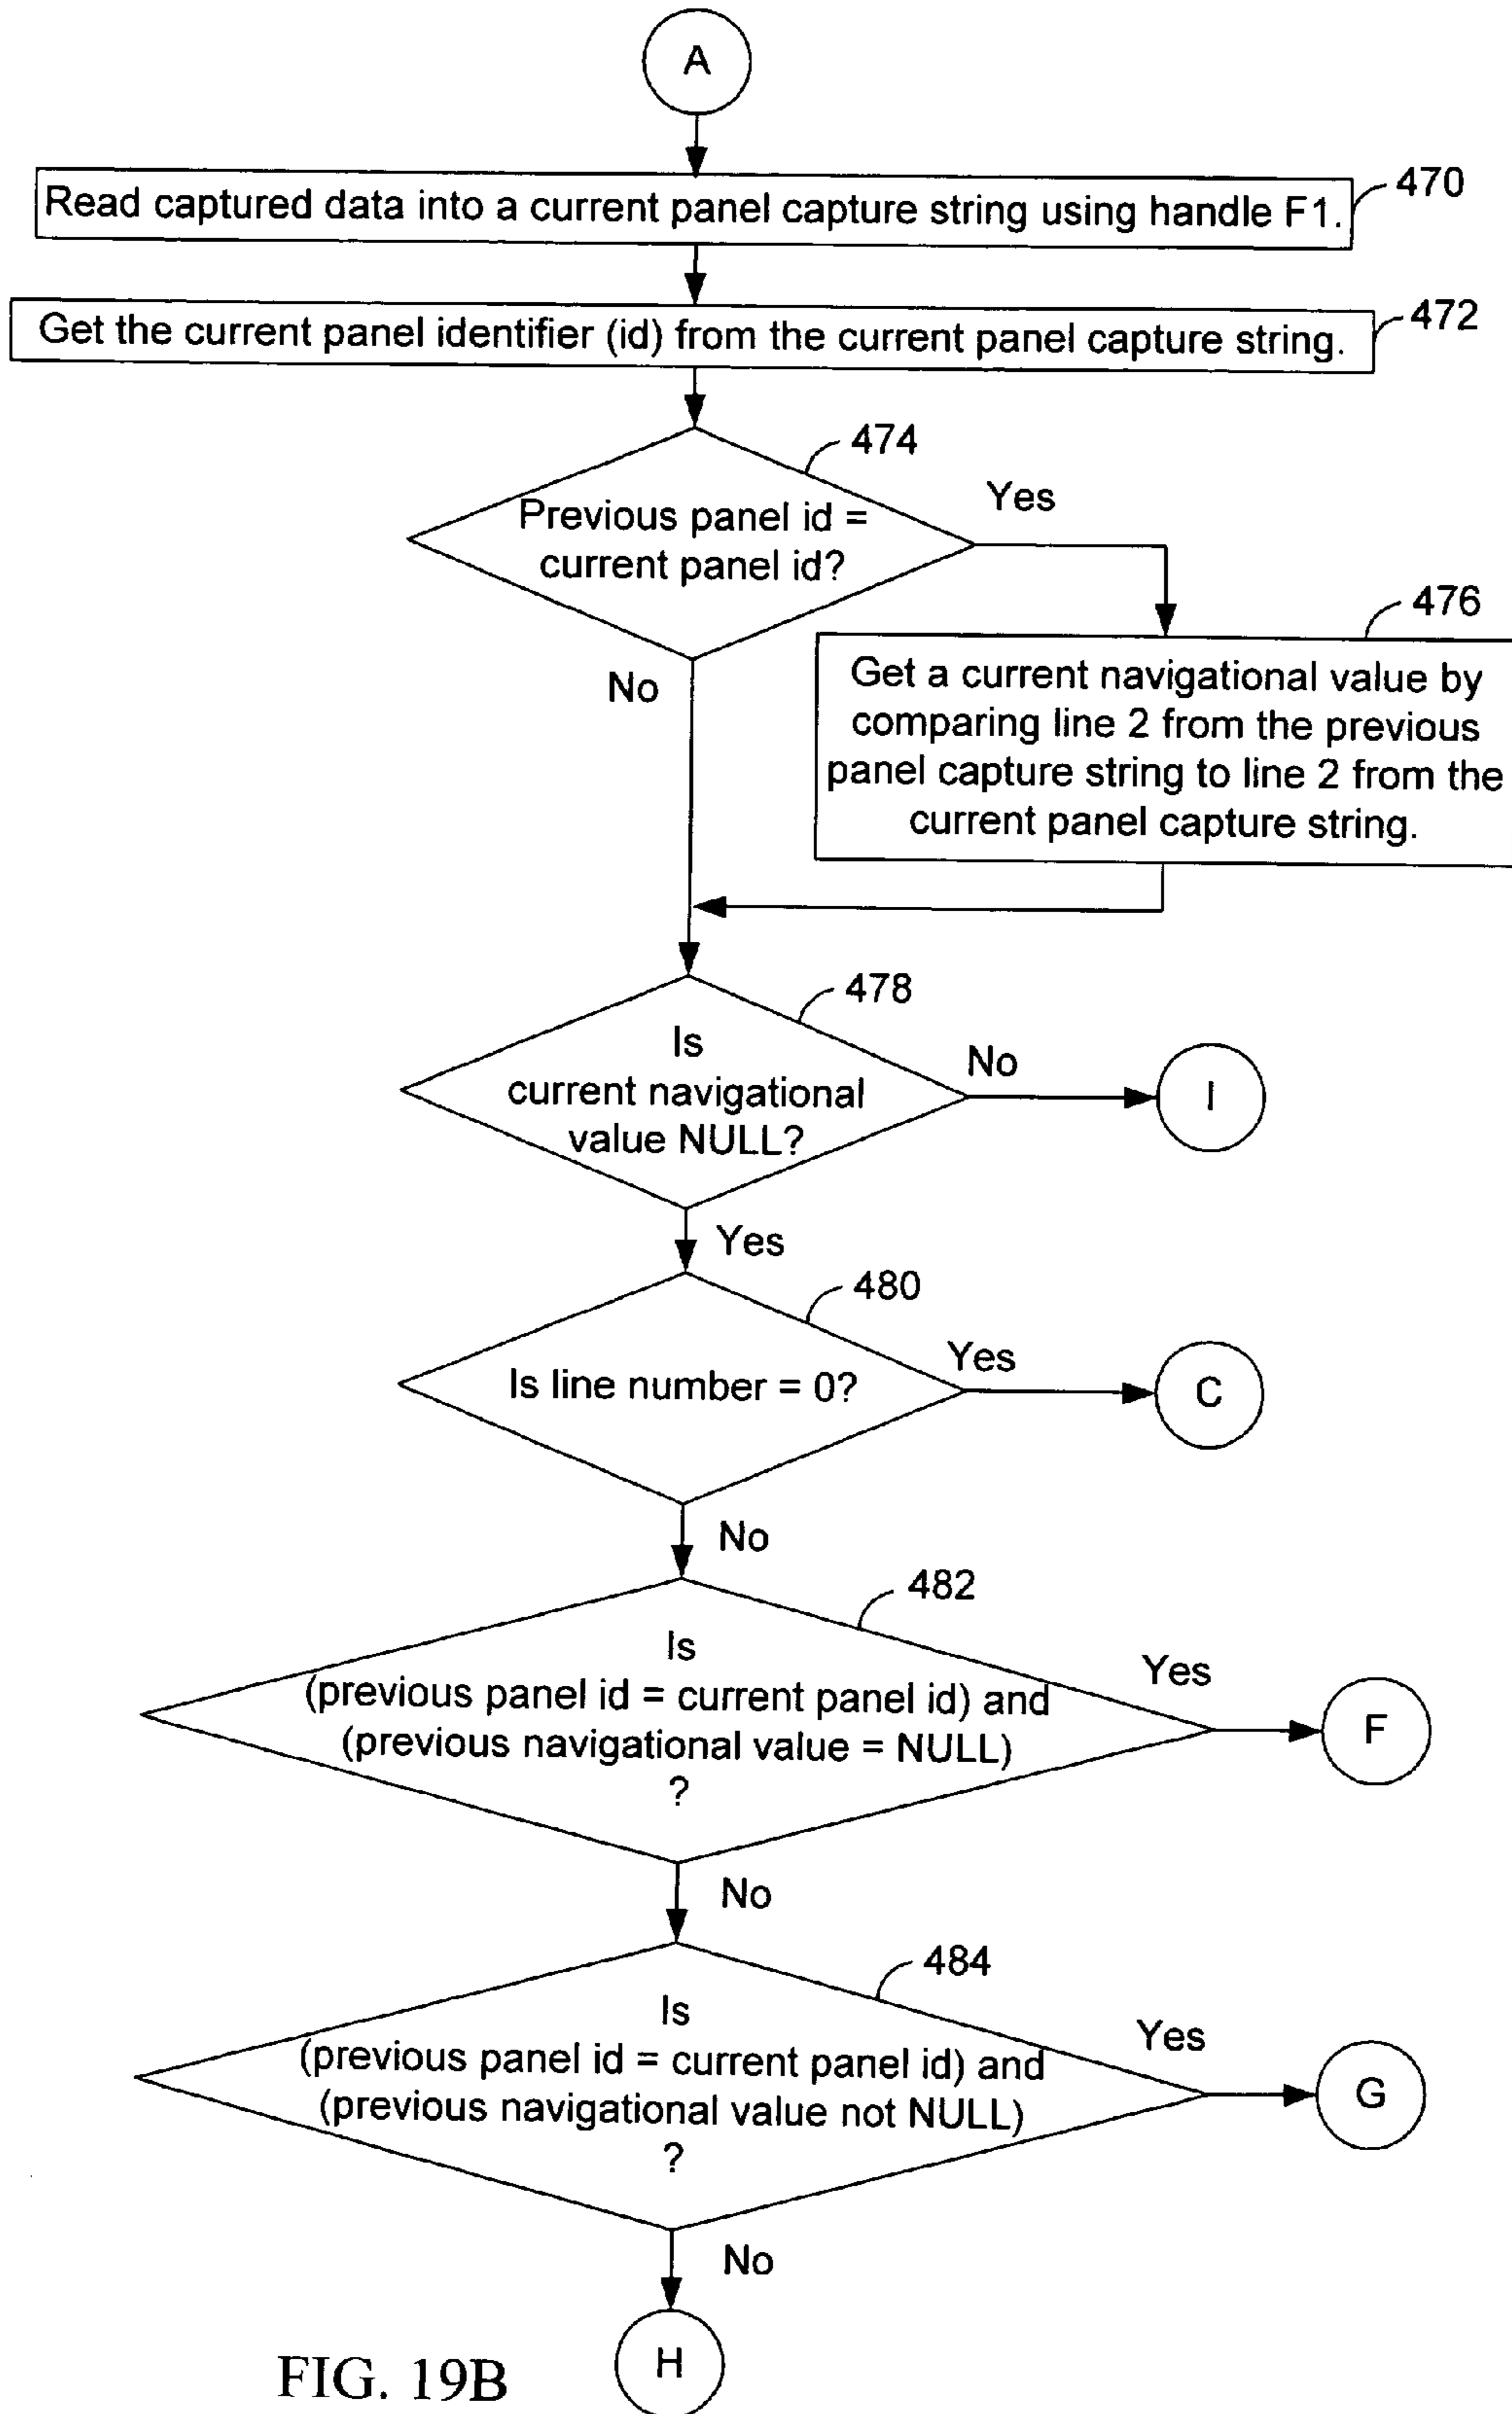 A
Read captured data into a current panel capture string using handle F1.
470
Get the current panel identifier (id) from the current panel capture string.
472
474
Previous panel id =
current panel id?
Yes
No
476
Get a current navigational value by
comparing line 2 from the previous
panel capture string to line 2 from the
current panel capture string.
478
Is
current navigational
value NULL?
No
I
Yes
480
Is line number = 0?
Yes
C
No
482
Is
(previous panel id = current panel id) and
(previous navigational value = NULL)
?
Yes
F
No
484
Is
(previous panel id = current panel id) and
(previous navigational value not NULL)
?
Yes
G
No
H
FIG. 19B